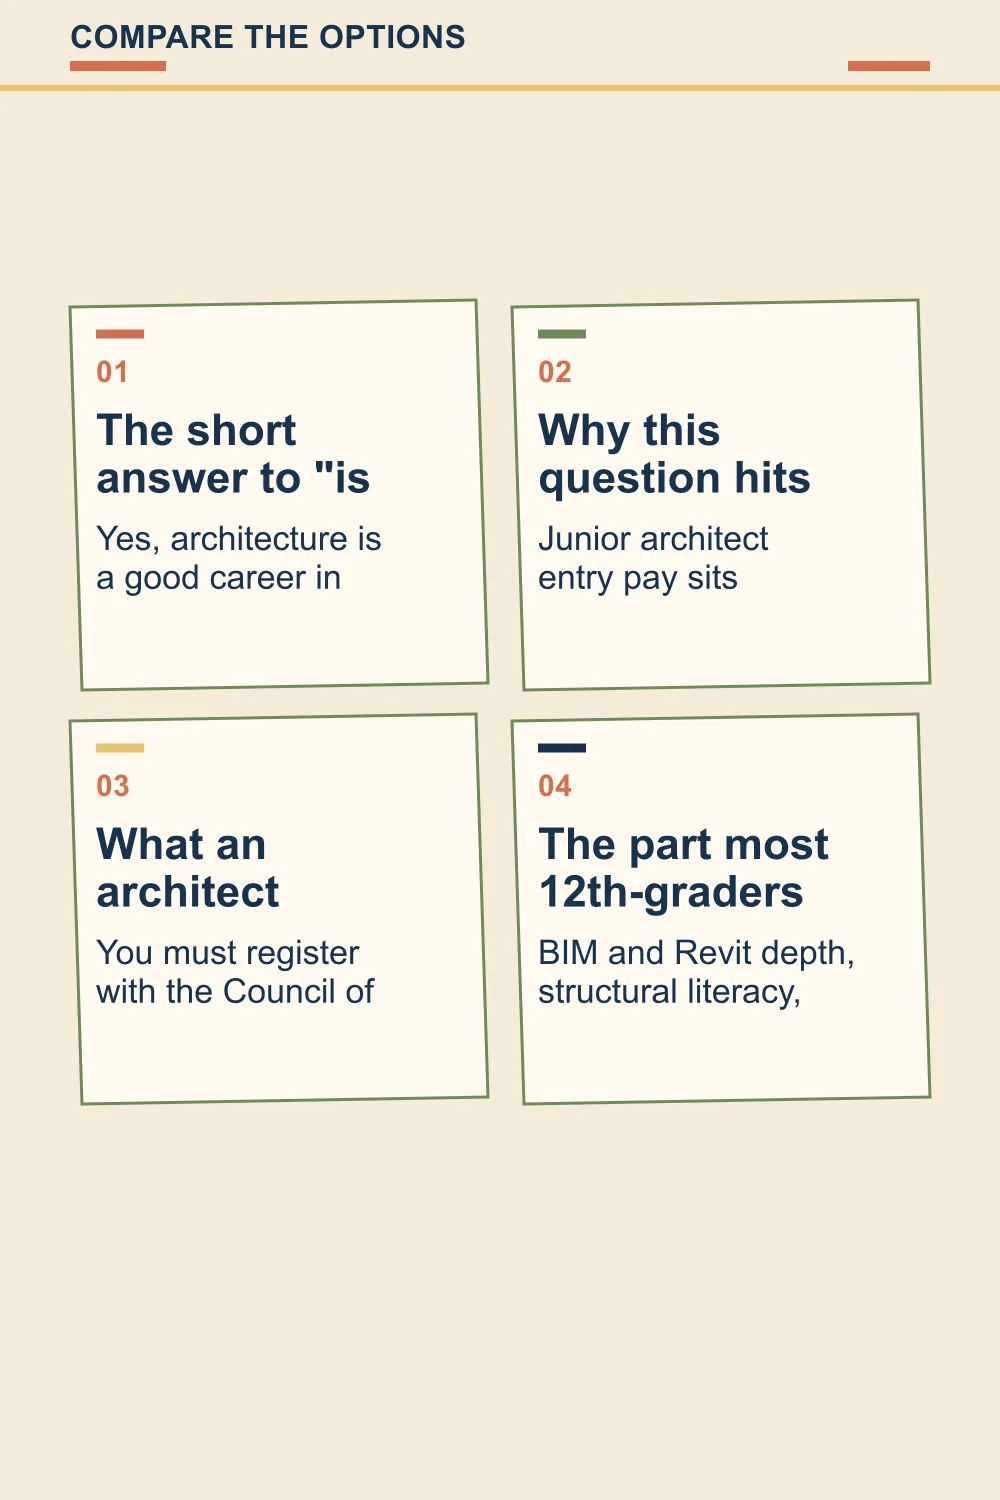 COMPARE THE OPTIONS
01
The short
answer to "is
Yes, architecture is
a good career in
02
Why this
question hits
Junior architect
entry pay sits
03
What an
architect
You must register
with the Council of
04
The part most
12th-graders
BIM and Revit depth,
structural literacy,